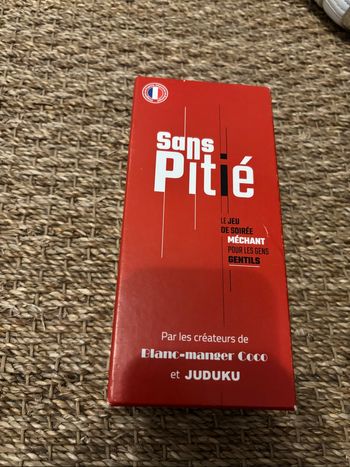 Sans
Pitié
LE JEU
DE SOIRÉE
MÉCHANT
POUR LES GENS
GENTILS
Par les créateurs de
Blanc-manger Coco
et JUDUKU